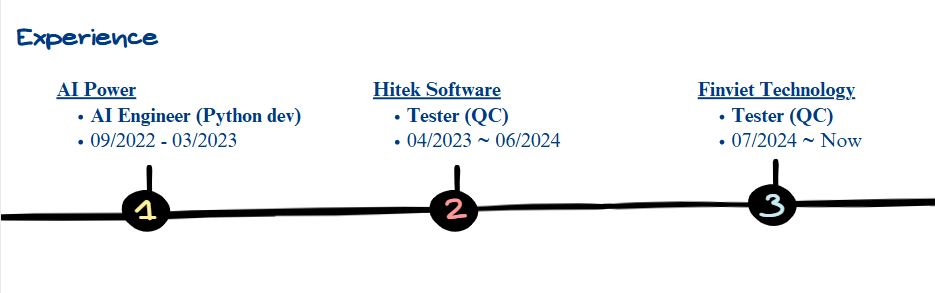 Experience
AI Power
• AI Engineer (Python dev)
• 09/2022 - 03/2023
Hitek Software
• Tester (QC)
• 04/2023 ~ 06/2024
Finviet Technology
• Tester (QC)
• 07/2024 ~ Now
1
2
3